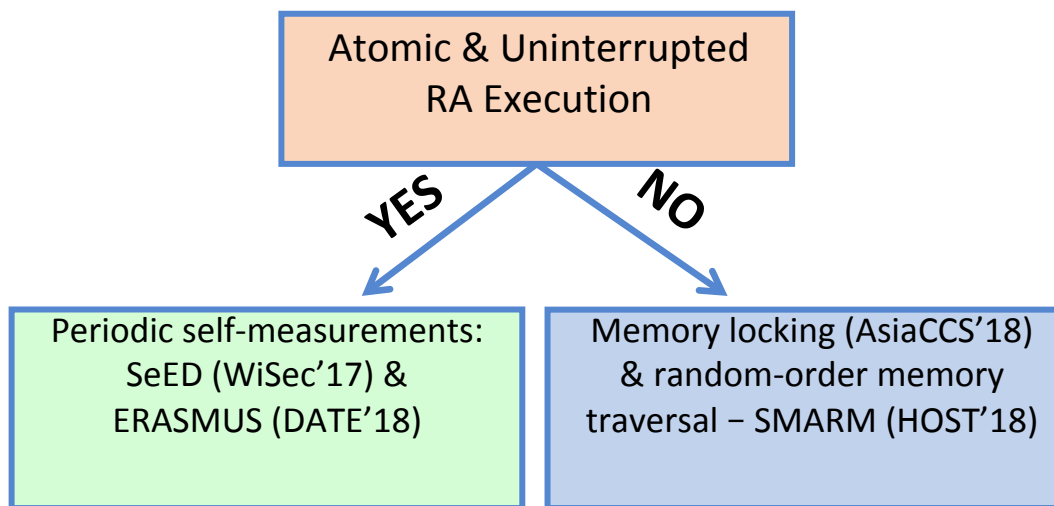 Atomic & Uninterrupted
RA Execution
YES
NO
Periodic self-measurements:
SeED (WiSec’17) &
ERASMUS (DATE’18)
Memory locking (AsiaCCS’18)
& random-order memory
traversal − SMARM (HOST’18)